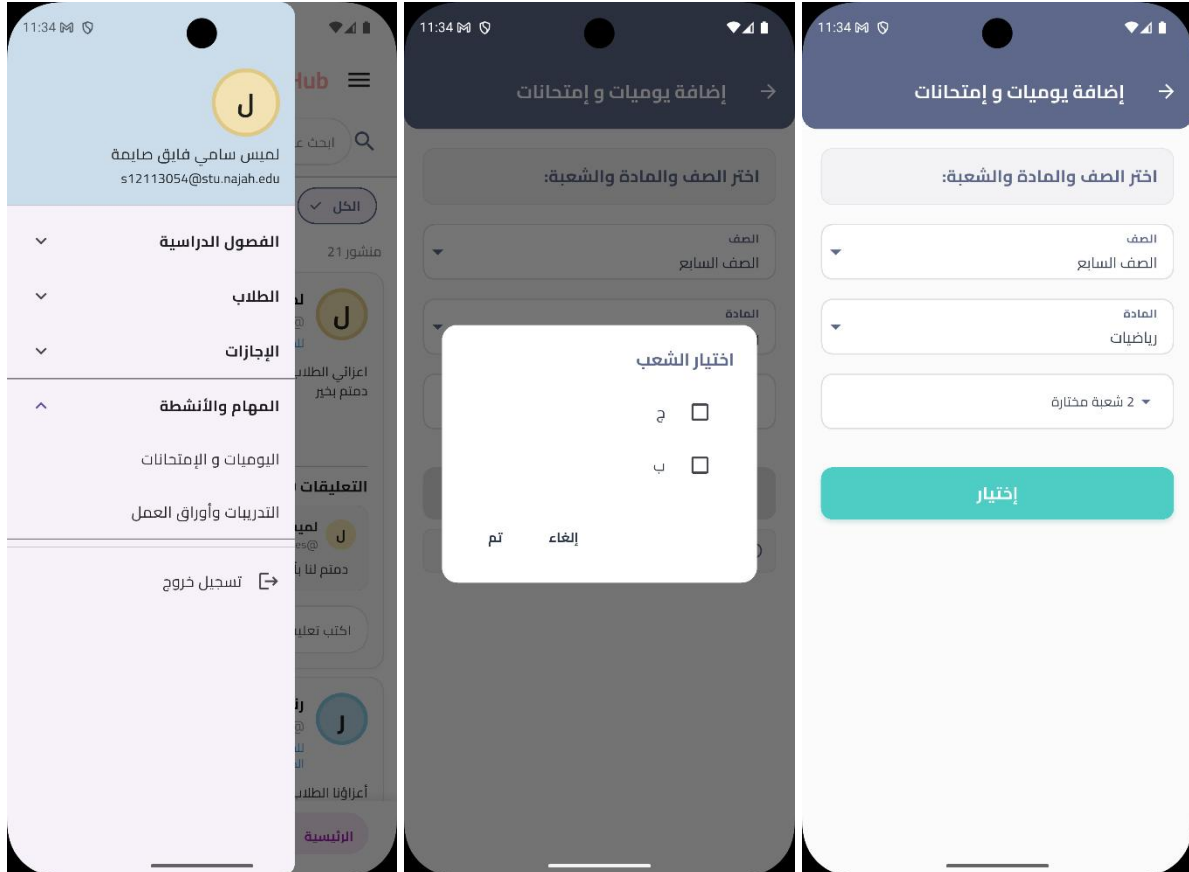 11:34
ل
لميس سامي فايق صايمة
s12113054@stu.najah.edu
الفصول الدراسية
الطلاب
الإجازات
المهام والأنشطة
اليوميات و الإمتحانات
التدريبات وأوراق العمل
تسجيل خروج
Hub
ابحث
الكل
منشور 21
ل
اعزائي الطلاب
دمتم بخير
التعليقات
ل
دمتم لنا
اكتب
ر
أعزاؤنا الطلاب
الرئيسية
11:34
إضافة يوميات و إمتحانات
اختر الصف والمادة والشعبة:
الصف
الصف السابع
المادة
اختيار الشعب
ج
ب
إلغاء تم
11:34
إضافة يوميات و إمتحانات
اختر الصف والمادة والشعبة:
الصف
الصف السابع
المادة
رياضيات
2 شعبة مختارة
إختيار